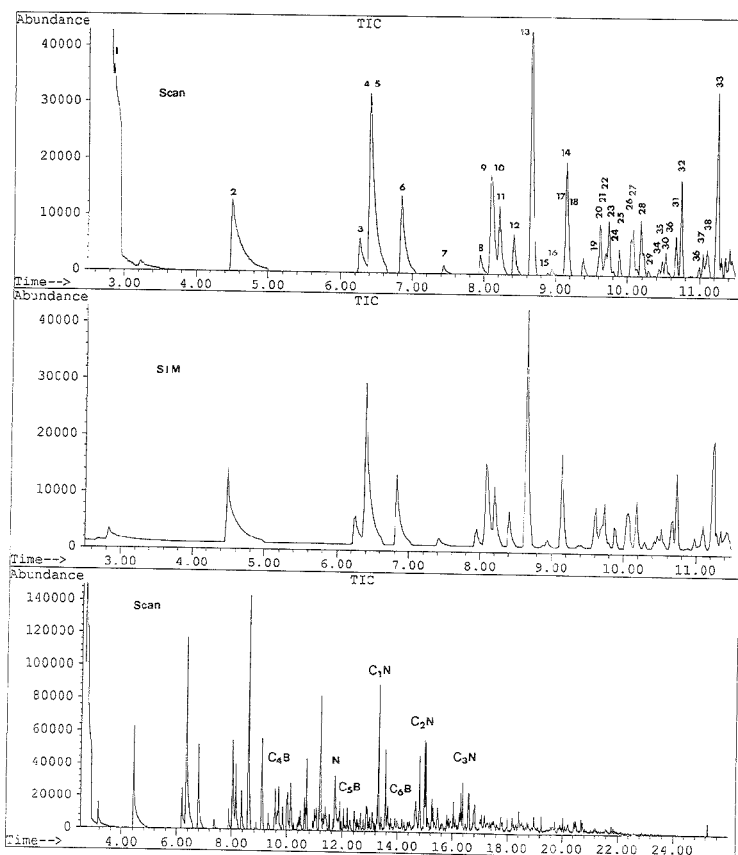 Abundance
TIC
13
40000
1
Scan
4 5
33
30000
32
9 10
14
20000
2
6
11
17
18
22
21
20
23
27
26
28
31
12
25
24
19
35
36
34
30
37
38
10000
3
7
8
15
16
29
36
0
Time-->
3.00 4.00 5.00 6.00 7.00 8.00 9.00 10.00 11.00
Abundance
TIC
40000
SIM
30000
20000
10000
0
Time-->
3.00 4.00 5.00 6.00 7.00 8.00 9.00 10.00 11.00
Abundance
TIC
140000
Scan
120000
100000
C1N
80000
60000
C2N
C4B
N
C3N
40000
C5B
C6B
20000
0
Time-->
4.00 6.00 8.00 10.00 12.00 14.00 16.00 18.00 20.00 22.00 24.00